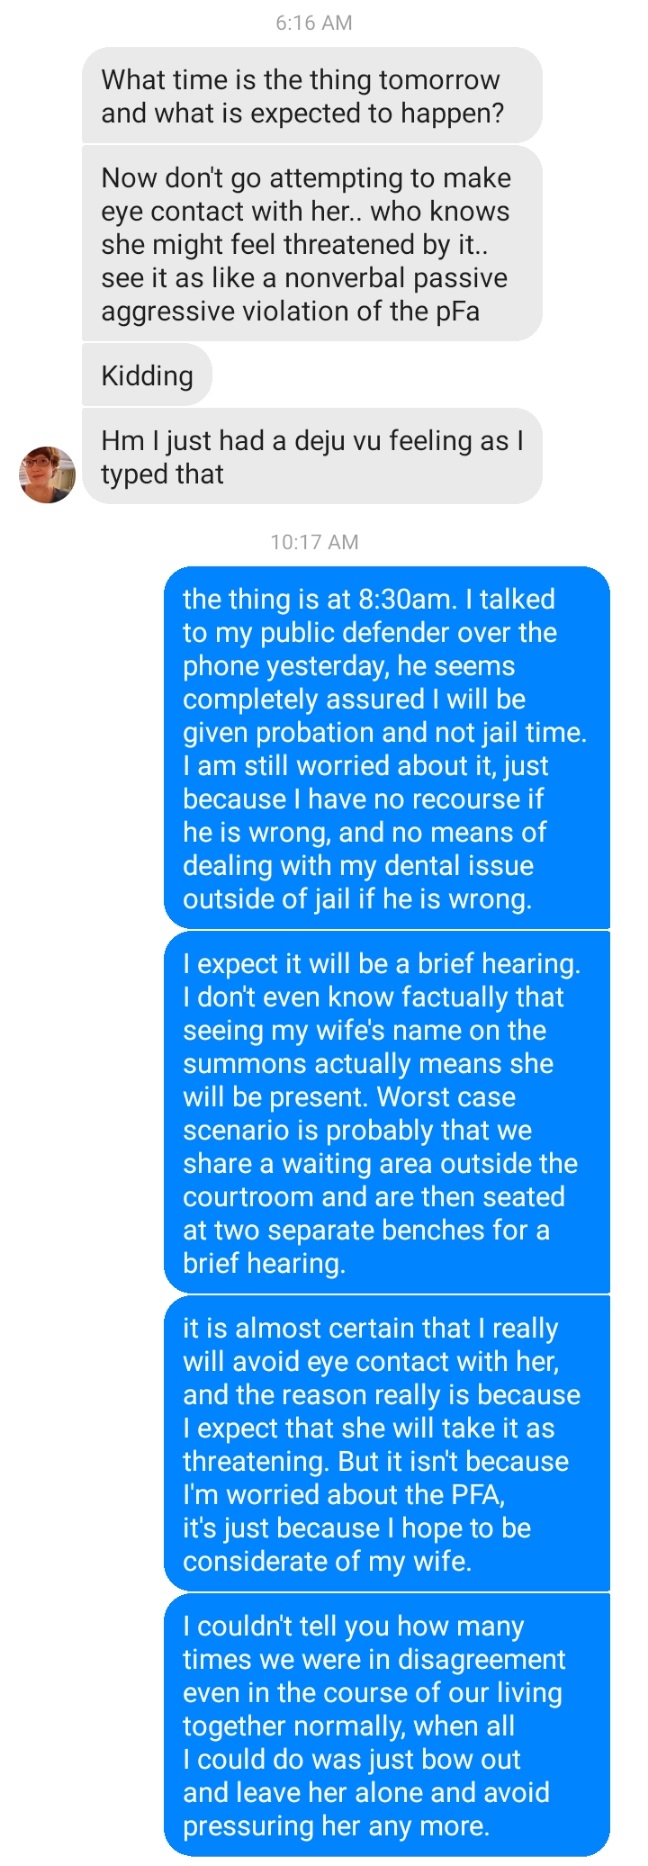 6:16 AM
What time is the thing tomorrow
and what is expected to happen?
Now don't go attempting to make
eye contact with her.. who knows
she might feel threatened by it..
see it as like a nonverbal passive
aggressive violation of the pFa
Kidding
Hm I just had a deju vu feeling as I
typed that
10:17 AM
the thing is at 8:30am. I talked
to my public defender over the
phone yesterday, he seems
completely assured I will be
given probation and not jail time.
I am still worried about it, just
because I have no recourse if
he is wrong, and no means of
dealing with my dental issue
outside of jail if he is wrong.
I expect it will be a brief hearing.
I don't even know factually that
seeing my wife's name on the
summons actually means she
will be present. Worst case
scenario is probably that we
share a waiting area outside the
courtroom and are then seated
at two separate benches for a
brief hearing.
it is almost certain that I really
will avoid eye contact with her,
and the reason really is because
I expect that she will take it as
threatening. But it isn't because
I'm worried about the PFA,
it's just because I hope to be
considerate of my wife.
I couldn't tell you how many
times we were in disagreement
even in the course of our living
together normally, when all
I could do was just bow out
and leave her alone and avoid
pressuring her any more.